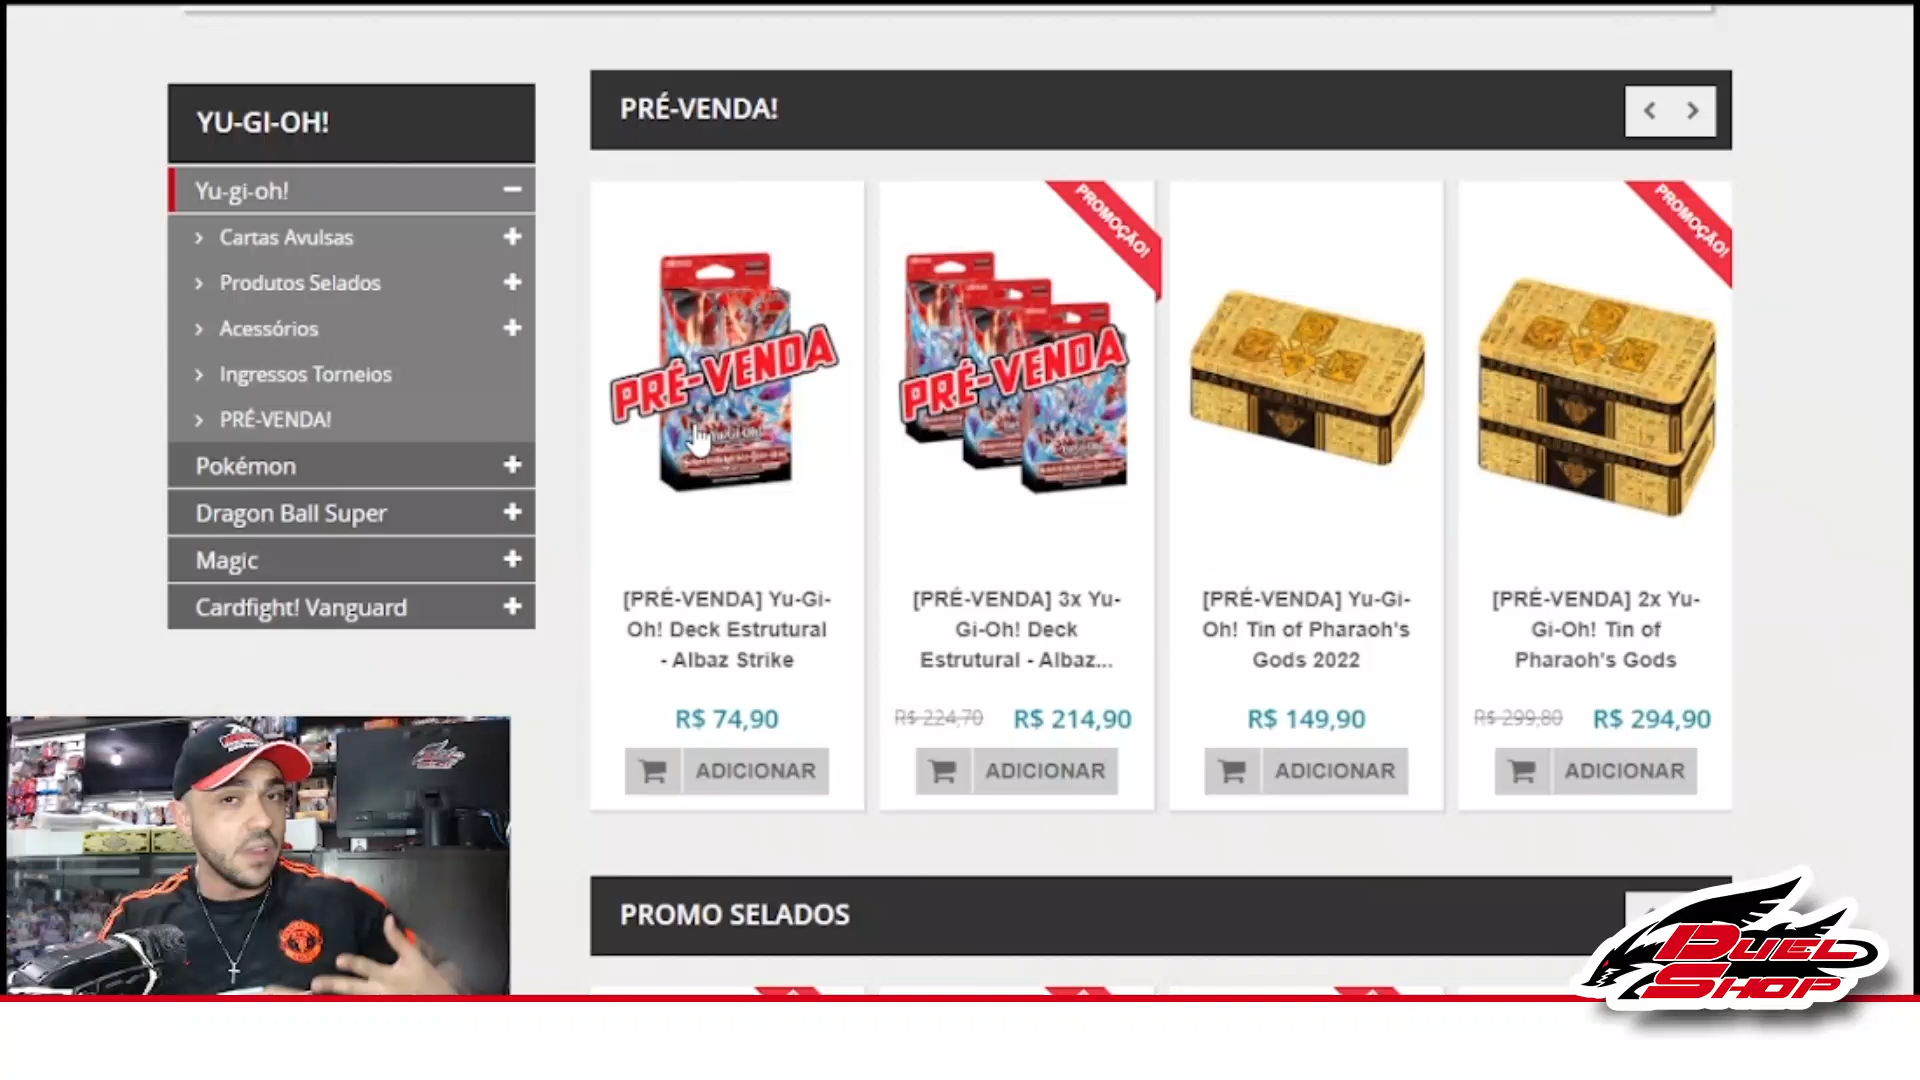 YU-GI-OH!
Yu-gi-oh!
Cartas Avulsas
Produtos Selados
Acessórios
Ingressos Torneios
PRÉ-VENDA!
Pokémon
Dragon Ball Super
Magic
Cardfight! Vanguard
PRÉ-VENDA!
PRÉ-VENDA
[PRÉ-VENDA] Yu-Gi-
Oh! Deck Estrutural
- Albaz Strike
R$ 74,90
ADICIONAR
PROMOÇÃO!
PRÉ-VENDA
[PRÉ-VENDA] 3x Yu-
Gi-Oh! Deck
Estrutural - Albaz...
R$ 224,70 R$ 214,90
ADICIONAR
[PRÉ-VENDA] Yu-Gi-
Oh! Tin of Pharaoh's
Gods 2022
R$ 149,90
ADICIONAR
PROMOÇÃO!
[PRÉ-VENDA] 2x Yu-
Gi-Oh! Tin of
Pharaoh's Gods
R$ 299,80 R$ 294,90
ADICIONAR
PROMO SELADOS
DUEL
SHOP